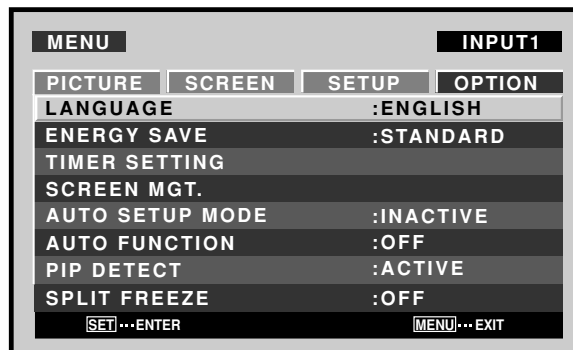 MENU INPUT1
PICTURE SCREEN SETUP OPTION
LANGUAGE :ENGLISH
ENERGY SAVE :STANDARD
TIMER SETTING
SCREEN MGT.
AUTO SETUP MODE :INACTIVE
AUTO FUNCTION :OFF
PIP DETECT :ACTIVE
SPLIT FREEZE :OFF
SET···ENTER MENU···EXIT